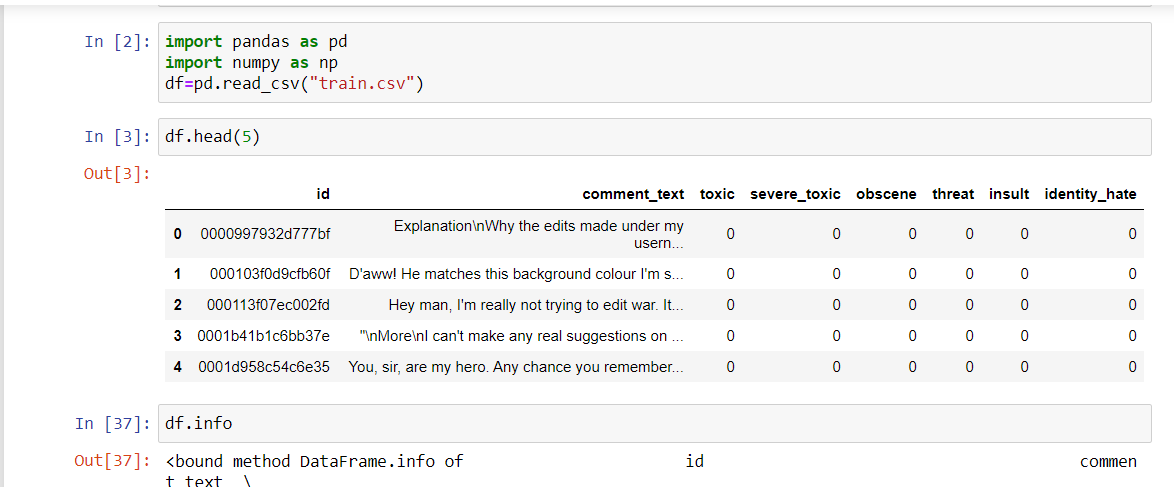 In [2]: import pandas as pd
import numpy as np
df=pd.read_csv("train.csv")
In [3]: df.head(5)
Out[3]:
id comment_text toxic severe_toxic obscene threat insult identity_hate
0 0000997932d777bf Explanation\nWhy the edits made under my 0 0 0 0 0 0
usern...
1 000103f0d9cfb60f D'aww! He matches this background colour I'm s... 0 0 0 0 0 0
2 000113f07ec002fd Hey man, I'm really not trying to edit war. It... 0 0 0 0 0 0
3 0001b41b1c6bb37e "\nMore\nI can't make any real suggestions on ... 0 0 0 0 0 0
4 0001d958c54c6e35 You, sir, are my hero. Any chance you remember... 0 0 0 0 0 0
In [37]: df.info
Out[37]: <bound method DataFrame.info of id commen
t_text \